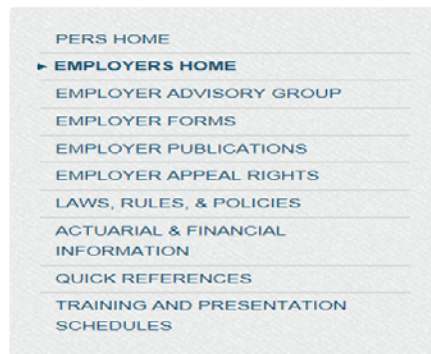 PERS HOME
► EMPLOYERS HOME
EMPLOYER ADVISORY GROUP
EMPLOYER FORMS
EMPLOYER PUBLICATIONS
EMPLOYER APPEAL RIGHTS
LAWS, RULES, & POLICIES
ACTUARIAL & FINANCIAL
INFORMATION
QUICK REFERENCES
TRAINING AND PRESENTATION
SCHEDULES